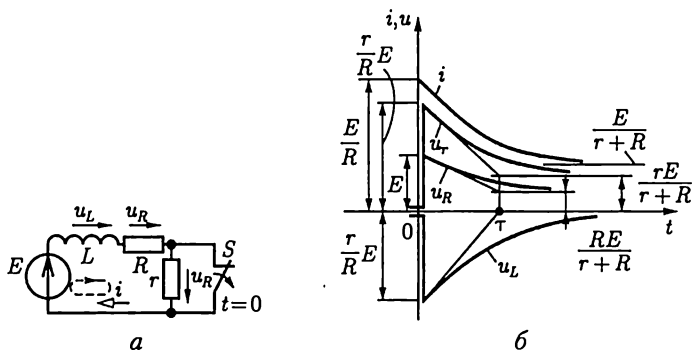 u_L
u_R
L
R
S
E
i
r
u_R
t=0
а
i, u
r/R E
i
E/R
u_r
E
u_R
E/(r+R)
rE/(r+R)
0
τ
t
r/R E
u_L
RE/(r+R)
б